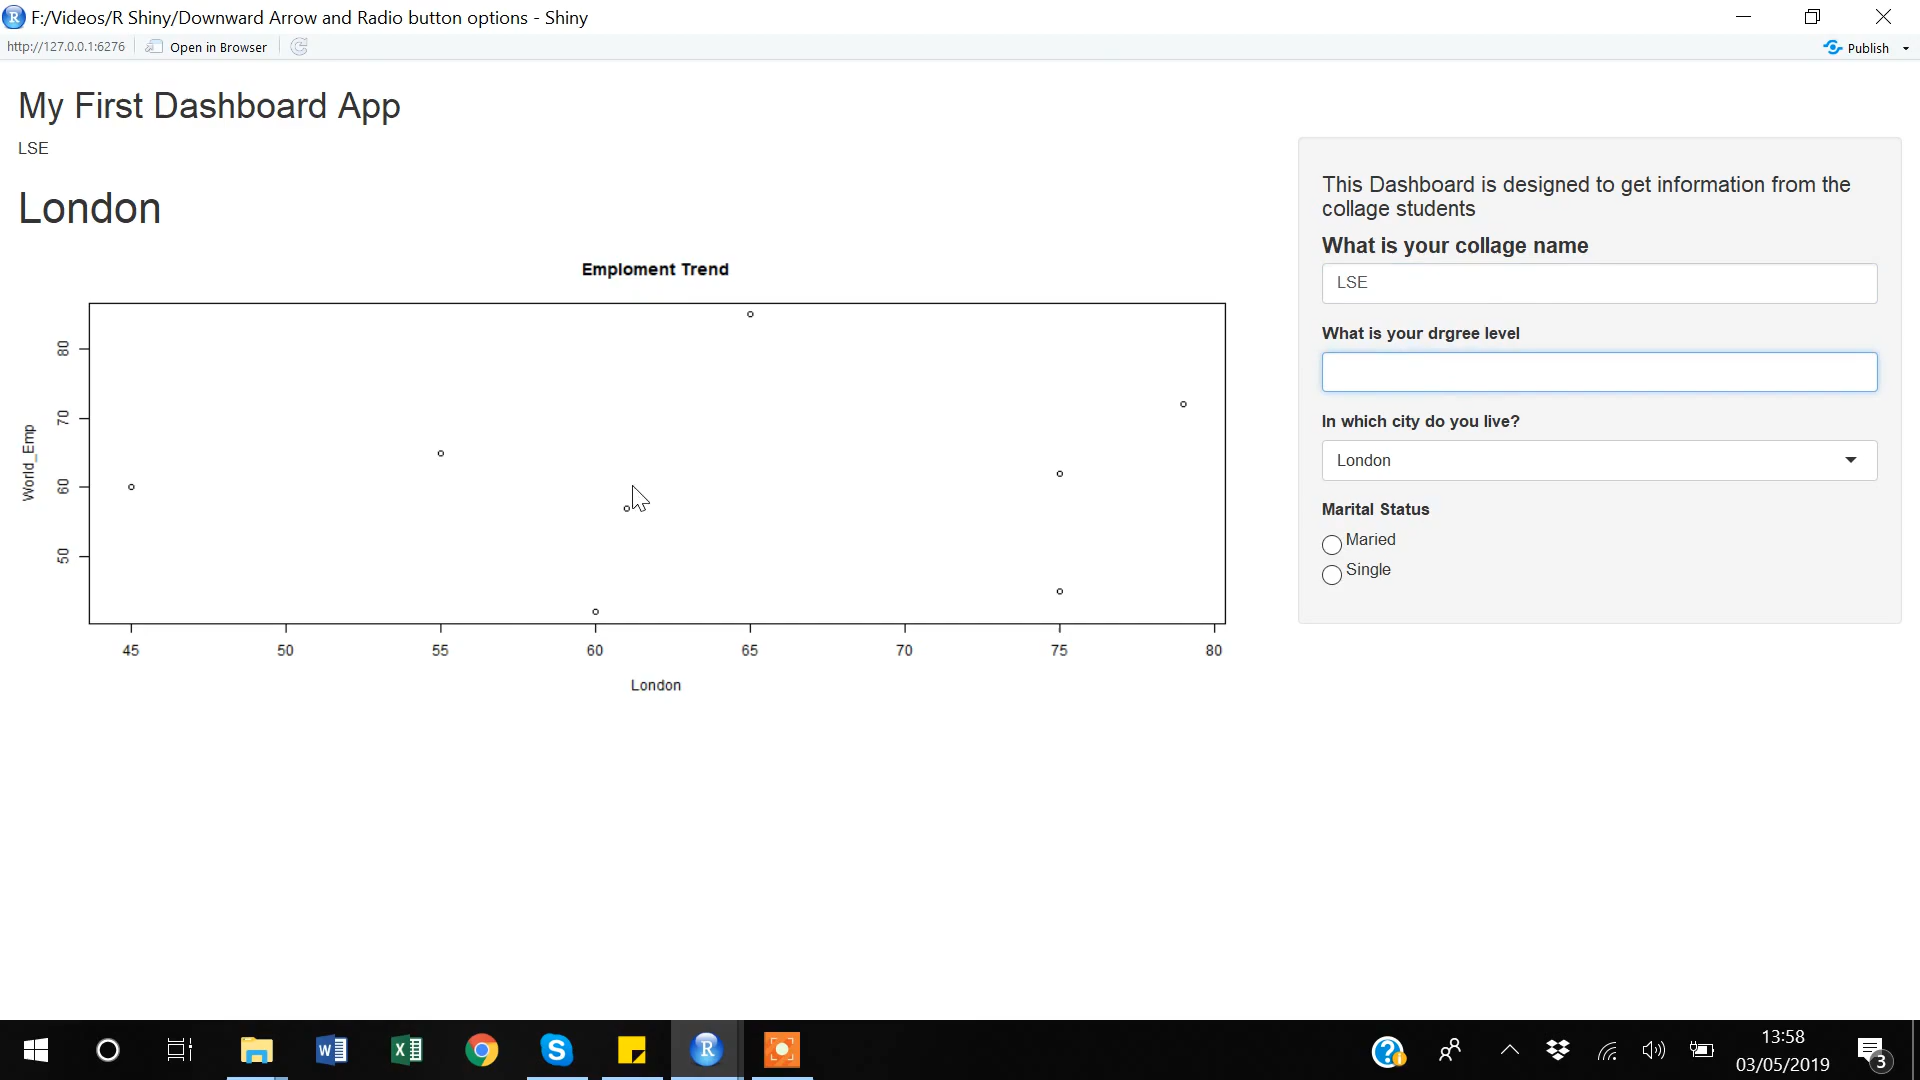 F:/Videos/R Shiny/Downward Arrow and Radio button options - Shiny
http://127.0.0.1:6276
Open in Browser
Publish
My First Dashboard App
LSE
London
Emploment Trend
World_Emp
80
70
60
50
45 50 55 60 65 70 75 80
London
This Dashboard is designed to get information from the
collage students
What is your collage name
LSE
What is your drgree level
In which city do you live?
London
Marital Status
Maried
Single
13:58
03/05/2019
3